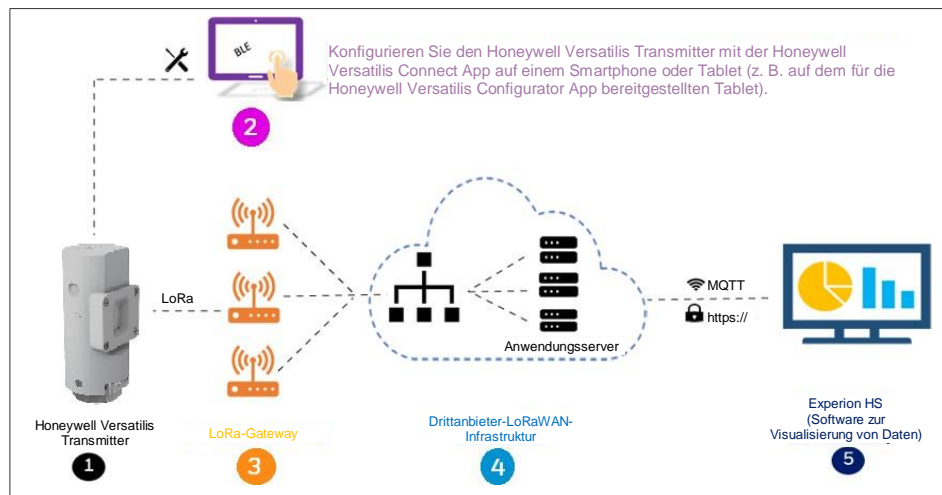 BLE
Konfigurieren Sie den Honeywell Versatilis Transmitter mit der Honeywell
Versatilis Connect App auf einem Smartphone oder Tablet (z. B. auf dem für die
Honeywell Versatilis Configurator App bereitgestellten Tablet).
2
LoRa
MQTT
https://
Anwendungsserver
Honeywell Versatilis
Transmitter
1
LoRa-Gateway
3
Drittanbieter-LoRaWAN-
Infrastruktur
4
Experion HS
(Software zur
Visualisierung von Daten)
5